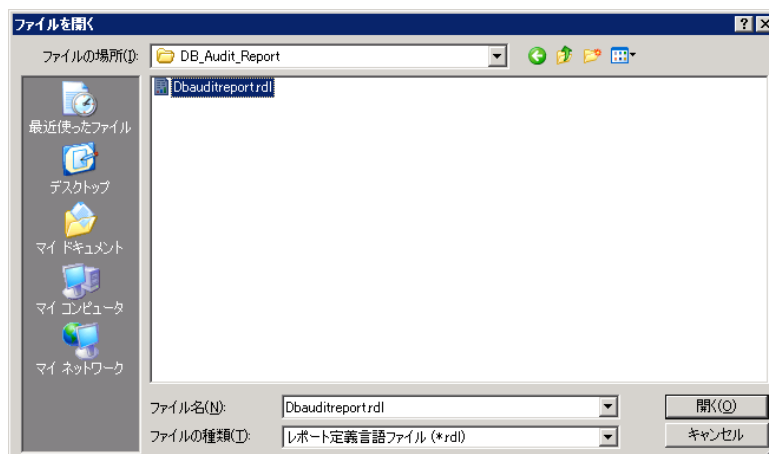 ファイルを開く
ファイルの場所(I):
DB_Audit_Report
Dbauditreport.rdl
最近使ったファイル
デスクトップ
マイ ドキュメント
マイ コンピュータ
マイ ネットワーク
ファイル名(N):
Dbauditreport.rdl
開く(O)
ファイルの種類(T):
レポート定義言語ファイル (*.rdl)
キャンセル